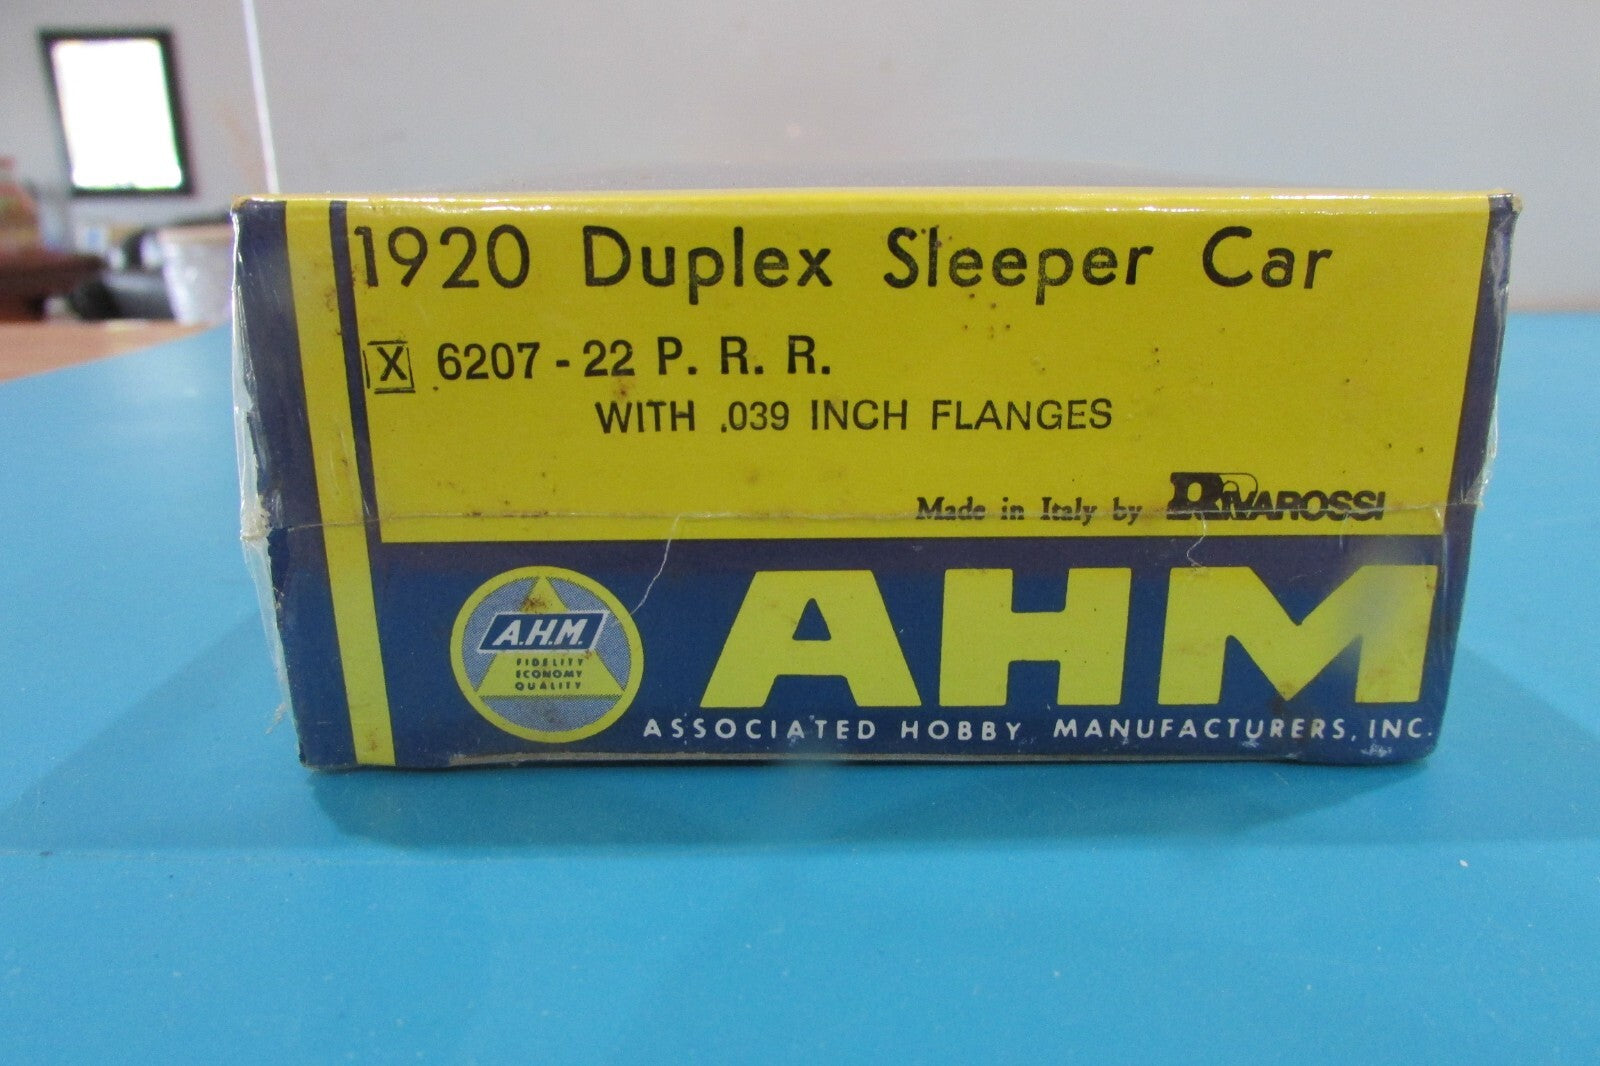 1920 Duplex Sleeper Car
X 6207-22 P. R. R.
WITH .039 INCH FLANGES
Made in Italy by RIVAROSSI
A.H.M.
FIDELITY
ECONOMY
QUALITY
AHM
ASSOCIATED HOBBY MANUFACTURERS, INC.